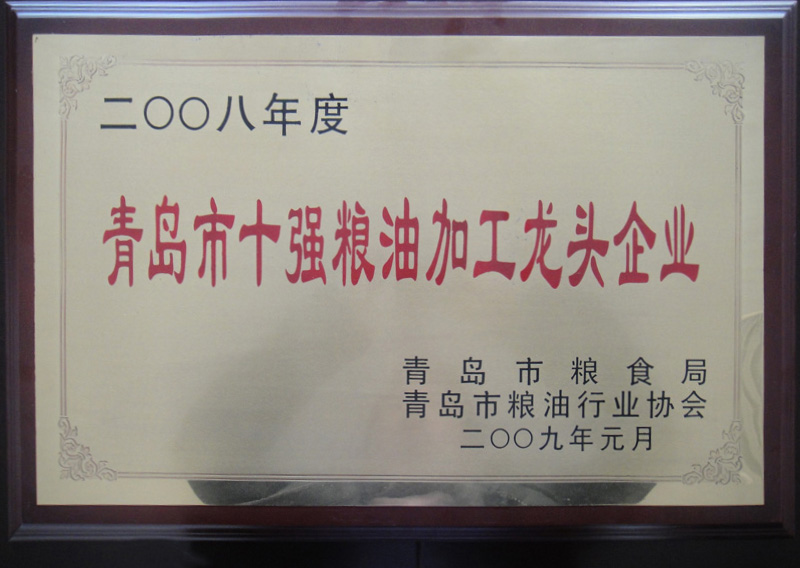 二〇〇八年度
青岛市十强粮油加工龙头企业
青岛市粮食局
青岛市粮油行业协会
二〇〇九年元月